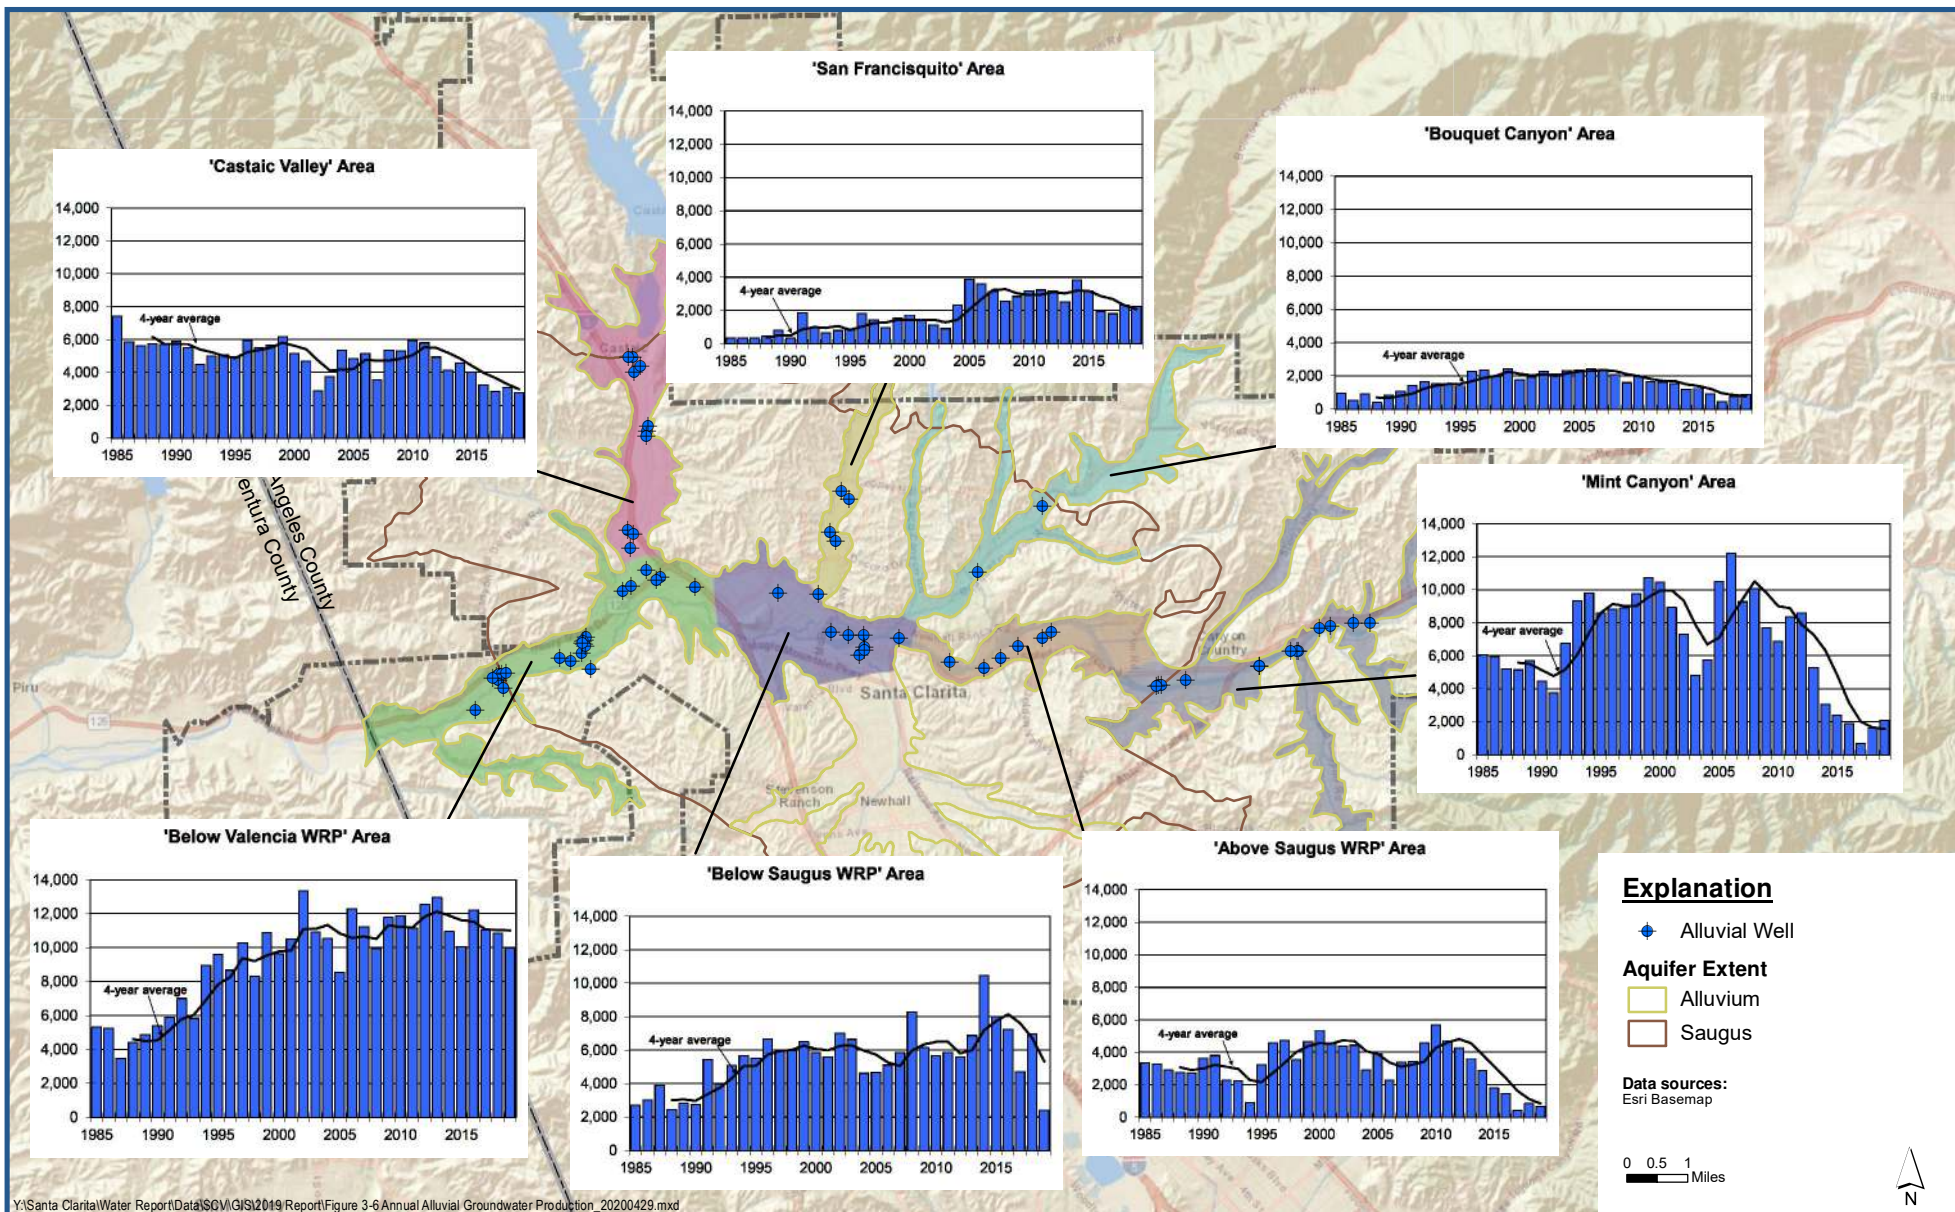 'San Francisquito' Area
14,000
12,000
10,000
8,000
6,000
4,000
2,000
0
4-year average
1985 1990 1995 2000 2005 2010 2015
'Bouquet Canyon' Area
14,000
12,000
10,000
8,000
6,000
4,000
2,000
0
4-year average
1985 1990 1995 2000 2005 2010 2015
'Castaic Valley' Area
14,000
12,000
10,000
8,000
6,000
4,000
2,000
0
4-year average
1985 1990 1995 2000 2005 2010 2015
'Mint Canyon' Area
14,000
12,000
10,000
8,000
6,000
4,000
2,000
0
4-year average
1985 1990 1995 2000 2005 2010 2015
Angeles County
entura County
Piru
126
Canyon
Country
Santa Clarita
Stevenson
Ranch
Newhall
'Below Valencia WRP' Area
14,000
12,000
10,000
8,000
6,000
4,000
2,000
0
4-year average
1985 1990 1995 2000 2005 2010 2015
'Below Saugus WRP' Area
14,000
12,000
10,000
8,000
6,000
4,000
2,000
0
4-year average
1985 1990 1995 2000 2005 2010 2015
'Above Saugus WRP' Area
14,000
12,000
10,000
8,000
6,000
4,000
2,000
0
4-year average
1985 1990 1995 2000 2005 2010 2015
Explanation
Alluvial Well
Aquifer Extent
Alluvium
Saugus
Data sources:
Esri Basemap
0 0.5 1
Miles
N
Y:\Santa Clarita\Water Report\Data\SCV\GIS\2019 Report\Figure 3-6 Annual Alluvial Groundwater Production_20200429.mxd